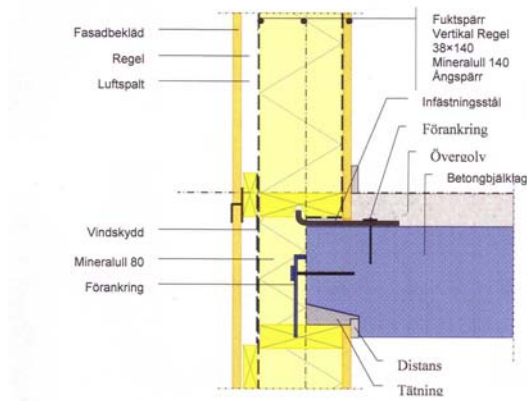 Fasadbekläd
Regel
Luftspalt
Vindskydd
Mineralull 80
Förankring
Fuktspärr
Vertikal Regel
38×140
Mineralull 140
Ångspärr
Infästningsstål
Förankring
Övergolv
Betongbjälklag
Distans
Tätning